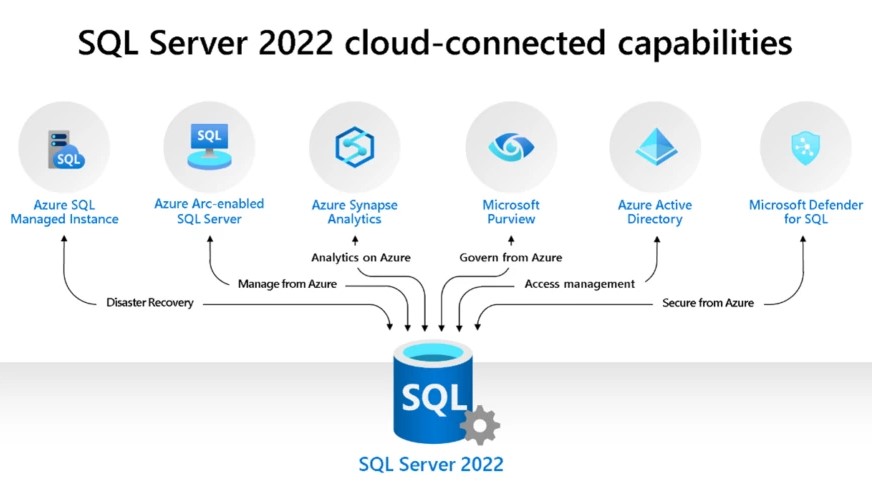 SQL Server 2022 cloud-connected capabilities
SQL
SQL
Azure SQL
Managed Instance
Azure Arc-enabled
SQL Server
Azure Synapse
Analytics
Microsoft
Purview
Azure Active
Directory
Microsoft Defender
for SQL
Analytics on Azure
Govern from Azure
Manage from Azure
Access management
Disaster Recovery
Secure from Azure
SQL
SQL Server 2022